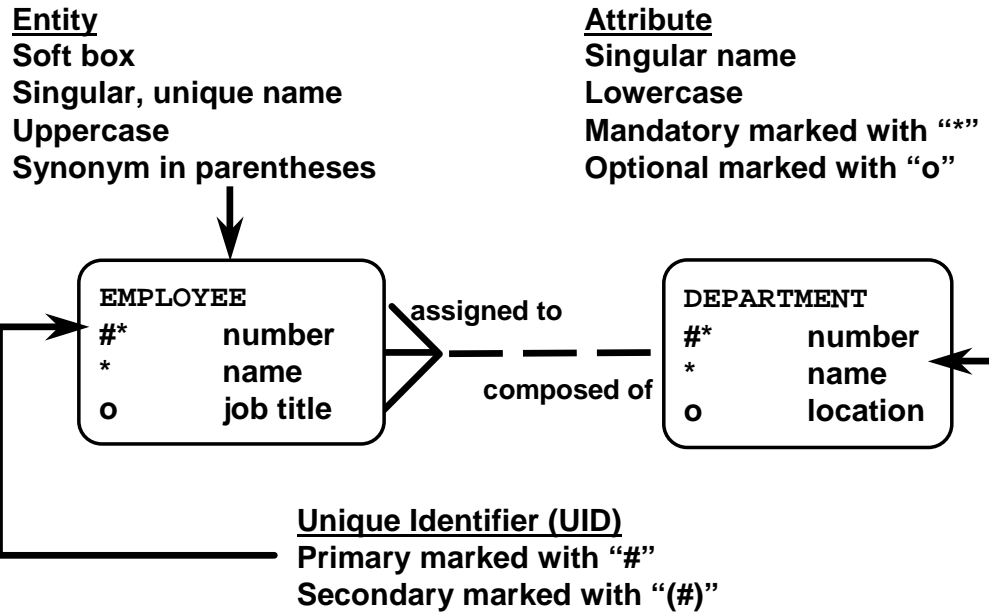 Entity
Soft box
Singular, unique name
Uppercase
Synonym in parentheses
Attribute
Singular name
Lowercase
Mandatory marked with “*”
Optional marked with “o”
EMPLOYEE
#* number
* name
o job title
assigned to
composed of
DEPARTMENT
#* number
* name
o location
Unique Identifier (UID)
Primary marked with “#”
Secondary marked with “(#)”